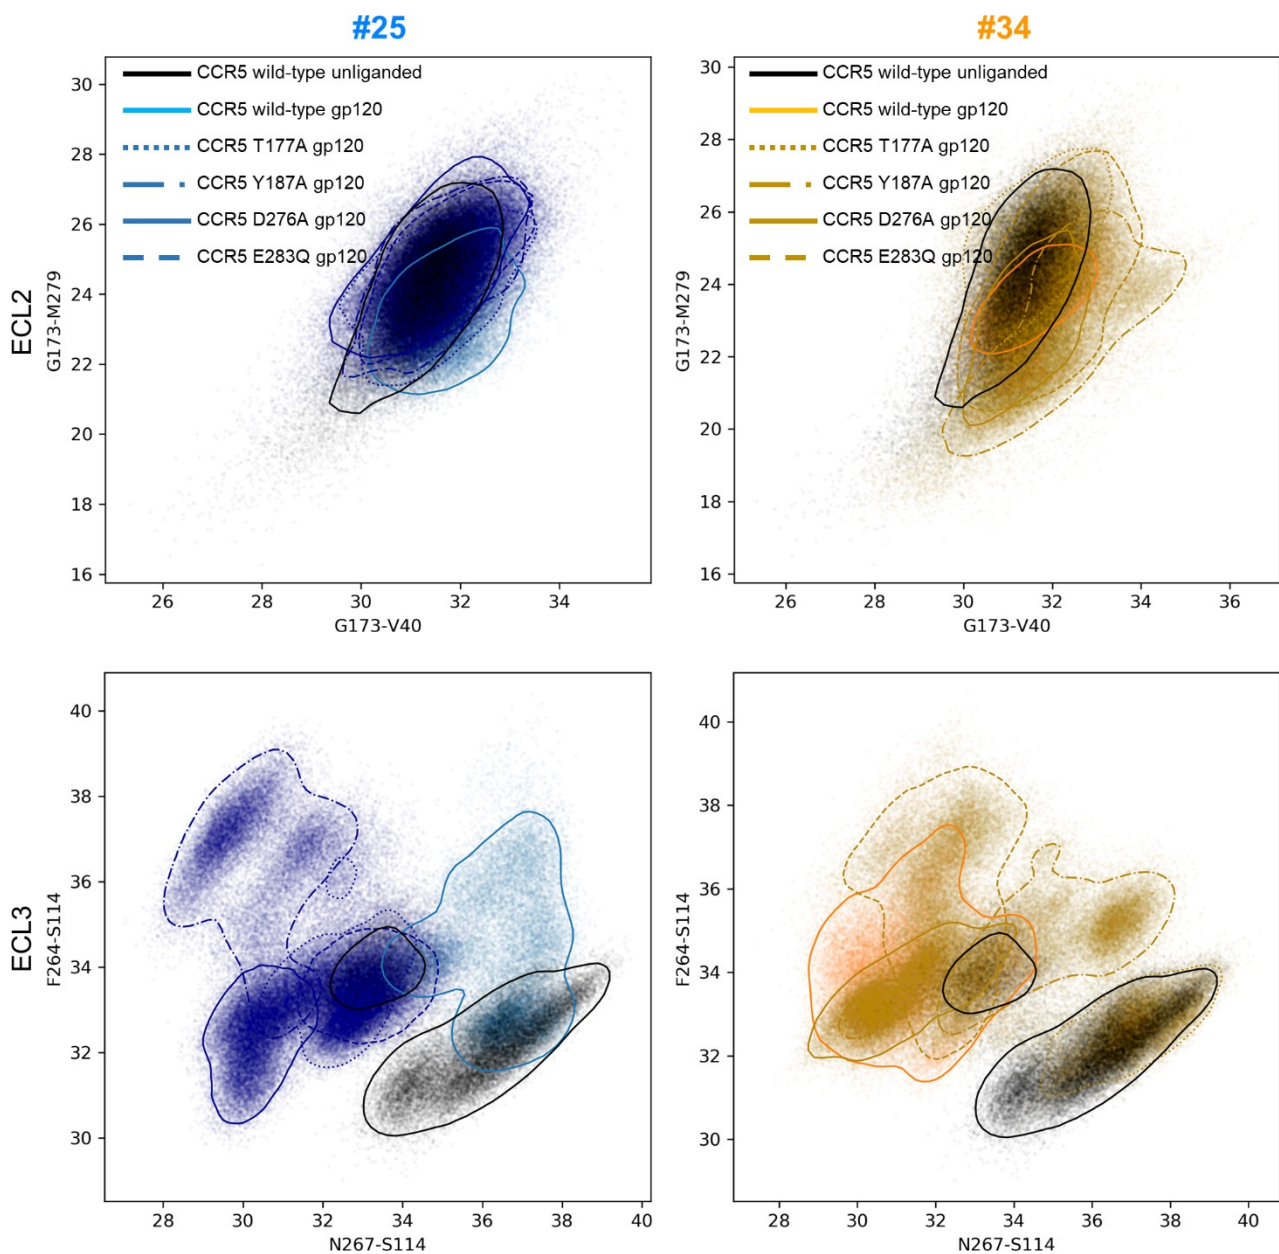 #25
#34
CCR5 wild-type unliganded
CCR5 wild-type gp120
CCR5 T177A gp120
CCR5 Y187A gp120
CCR5 D276A gp120
CCR5 E283Q gp120
30
28
26
24
22
20
18
16
ECL2
G173-M279
26
28
30
32
34
G173-V40
CCR5 wild-type unliganded
CCR5 wild-type gp120
CCR5 T177A gp120
CCR5 Y187A gp120
CCR5 D276A gp120
CCR5 E283Q gp120
30
28
26
24
22
20
18
16
G173-M279
26
28
30
32
34
36
G173-V40
40
38
36
34
32
30
ECL3
F264-S114
30
32
34
36
38
40
28
N267-S114
40
38
36
34
32
30
F264-S114
28
30
32
34
36
38
40
N267-S114